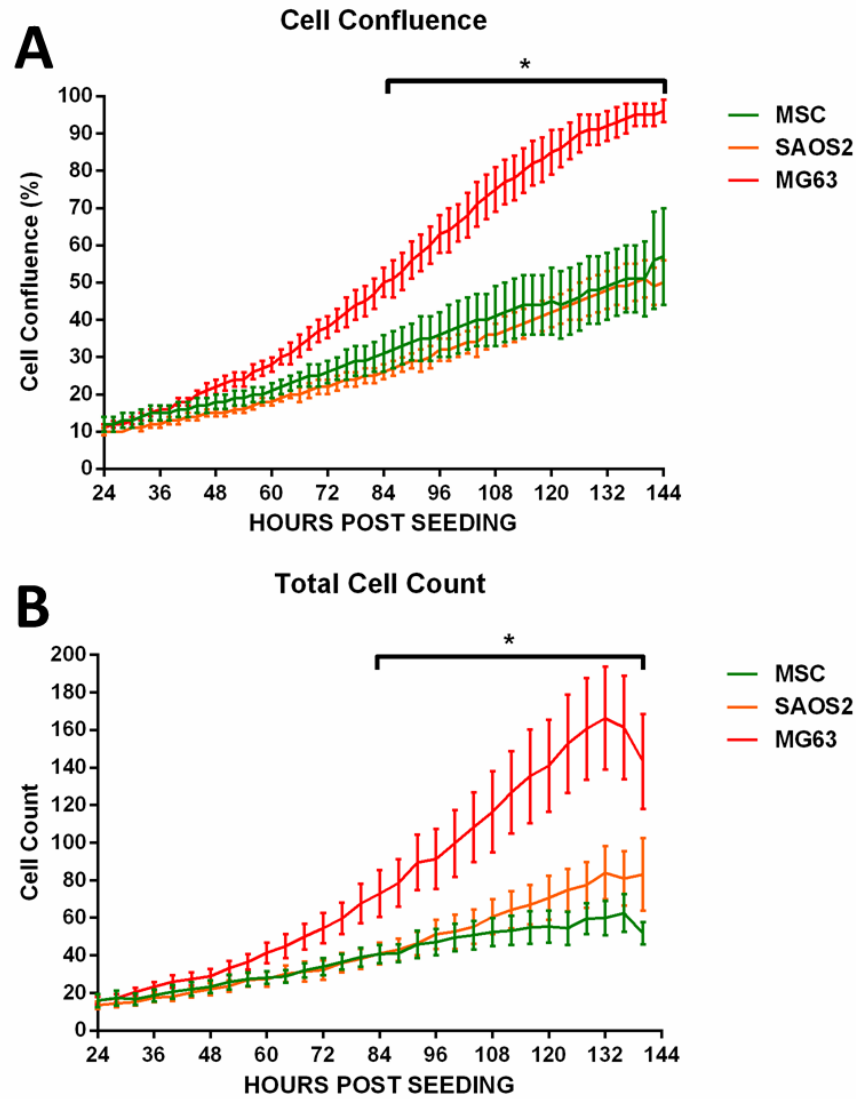 A
Cell Confluence
*
Cell Confluence (%)
100
90
80
70
60
50
40
30
20
10
0
24 36 48 60 72 84 96 108 120 132 144
HOURS POST SEEDING
MSC
SAOS2
MG63
B
Total Cell Count
*
Cell Count
200
180
160
140
120
100
80
60
40
20
0
24 36 48 60 72 84 96 108 120 132 144
HOURS POST SEEDING
MSC
SAOS2
MG63